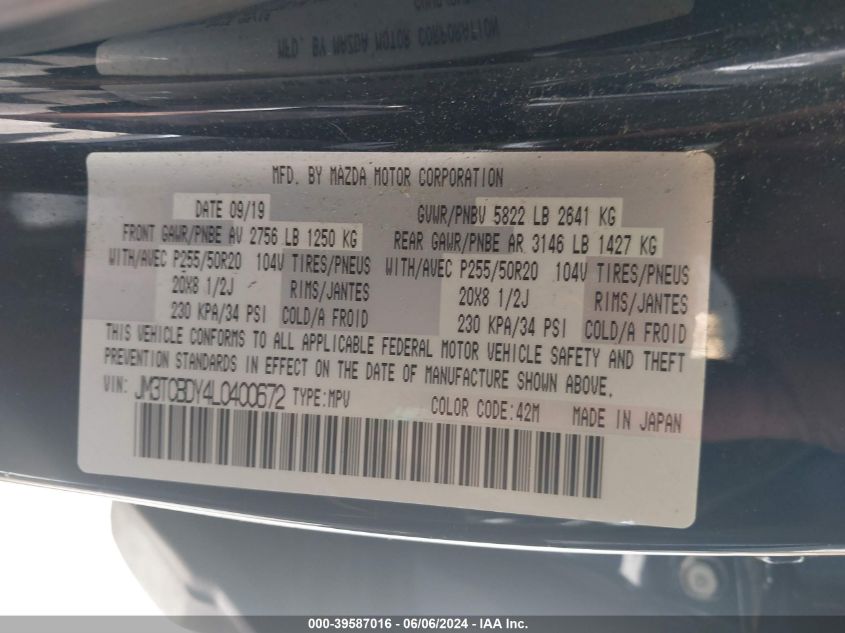 MFD. BY MAZDA MOTOR CORPORATION
MFD. BY MAZDA MOTOR CORPORATION
DATE 09/19 GVWR/PNBV 5822 LB 2641 KG
FRONT GAWR/PNBE AV 2756 LB 1250 KG REAR GAWR/PNBE AR 3146 LB 1427 KG
WITH/AVEC P255/50R20 104V TIRES/PNEUS WITH/AVEC P255/50R20 104V TIRES/PNEUS
20X8 1/2J RIMS/JANTES 20X8 1/2J RIMS/JANTES
230 KPA/34 PSI COLD/A FROID 230 KPA/34 PSI COLD/A FROID
THIS VEHICLE CONFORMS TO ALL APPLICABLE FEDERAL MOTOR VEHICLE SAFETY AND THEFT
PREVENTION STANDARDS IN EFFECT ON THE DATE OF MANUFACTURE SHOWN ABOVE.
VIN: JM3TCBDY4L0400672 TYPE:MPV COLOR CODE:42M MADE IN JAPAN
000-39587016 - 06/06/2024 - IAA Inc.